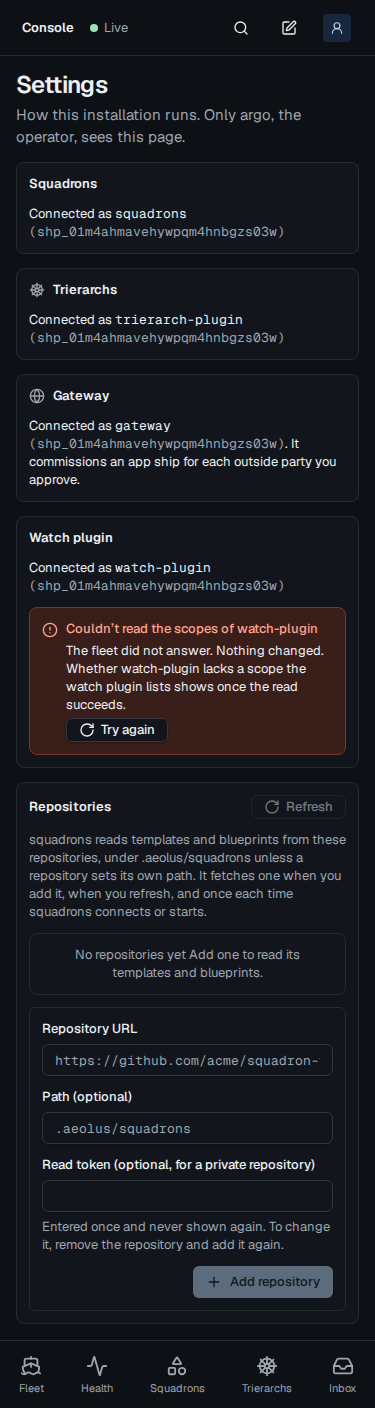 Console Live
Settings
How this installation runs. Only argo, the
operator, sees this page.
Squadrons
Connected as squadrons
(shp_01m4ahmavehywpqm4hnbgzs03w)
Trierarchs
Connected as trierarch-plugin
(shp_01m4ahmavehywpqm4hnbgzs03w)
Gateway
Connected as gateway
(shp_01m4ahmavehywpqm4hnbgzs03w). It
commissions an app ship for each outside party you
approve.
Watch plugin
Connected as watch-plugin
(shp_01m4ahmavehywpqm4hnbgzs03w)
Couldn't read the scopes of watch-plugin
The fleet did not answer. Nothing changed.
Whether watch-plugin lacks a scope the
watch plugin lists shows once the read
succeeds.
Try again
Repositories Refresh
squadrons reads templates and blueprints from these
repositories, under .aeolus/squadrons unless a
repository sets its own path. It fetches one when you
add it, when you refresh, and once each time
squadrons connects or starts.
No repositories yet Add one to read its
templates and blueprints.
Repository URL
https://github.com/acme/squadron-
Path (optional)
.aeolus/squadrons
Read token (optional, for a private repository)
Entered once and never shown again. To change
it, remove the repository and add it again.
Add repository
Fleet Health Squadrons Trierarchs Inbox